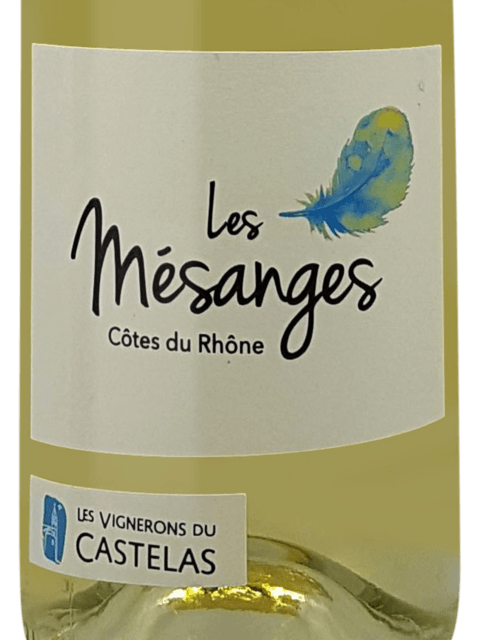 Les
Mésanges
Côtes du Rhône
LES VIGNERONS DU
CASTELAS